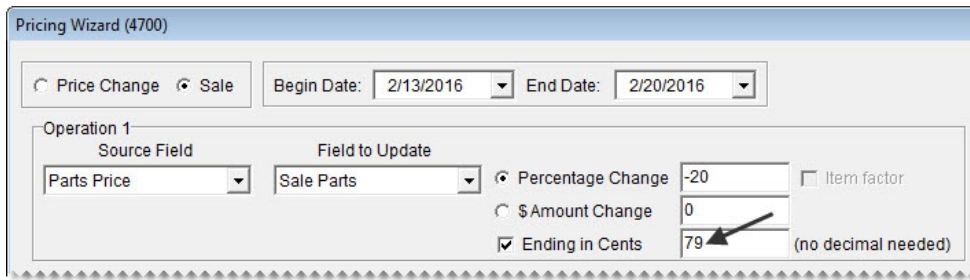 Pricing Wizard (4700)
Price Change Sale Begin Date: 2/13/2016 End Date: 2/20/2016
Operation 1
Source Field Field to Update
Parts Price Sale Parts Percentage Change -20 Item factor
$ Amount Change 0
Ending in Cents 79 (no decimal needed)